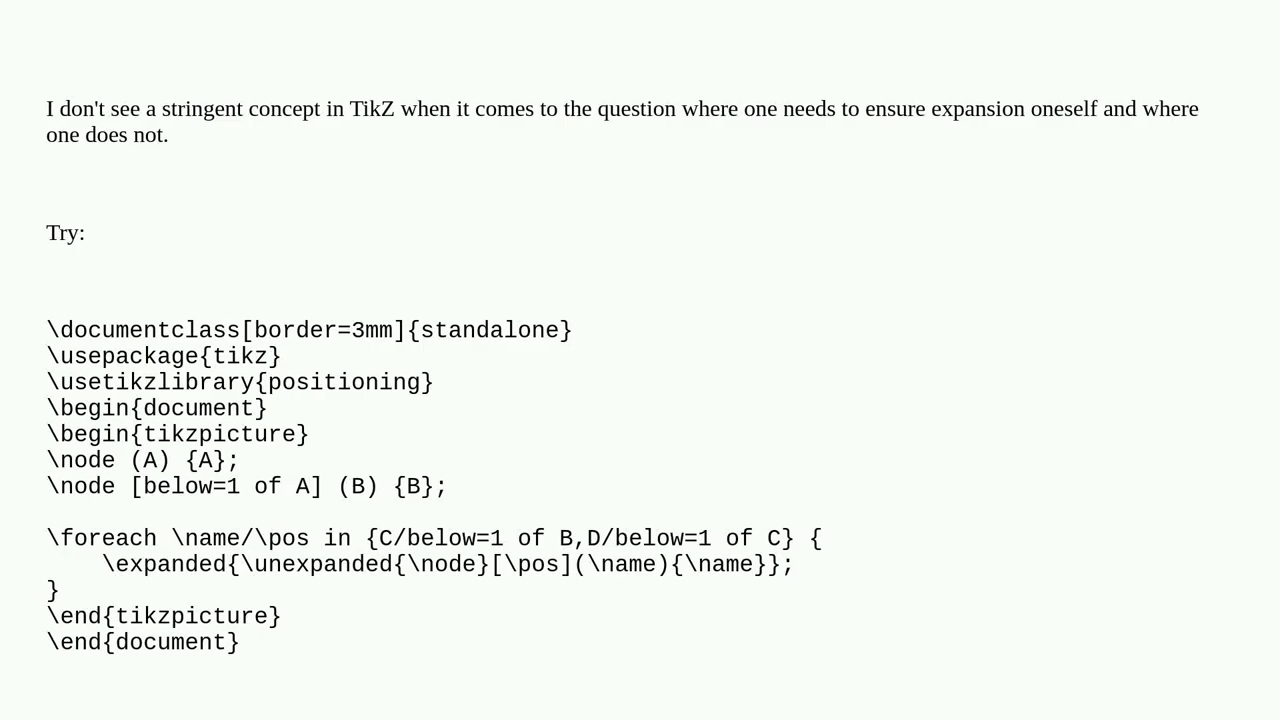 I don't see a stringent concept in TikZ when it comes to the question where one needs to ensure expansion oneself and where
one does not.
Try:
\documentclass[border=3mm]{standalone}
\usepackage{tikz}
\usetikzlibrary{positioning}
\begin{document}
\begin{tikzpicture}
\node (A) {A};
\node [below=1 of A] (B) {B};
\foreach \name/\pos in {C/below=1 of B,D/below=1 of C} {
    \expanded{\unexpanded{\node}[\pos](\name){\name}};
}
\end{tikzpicture}
\end{document}